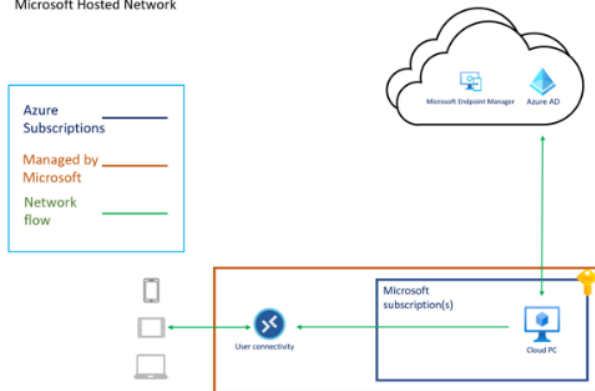 Microsoft Hosted Network
Microsoft Endpoint Manager
Azure AD
Azure
Subscriptions
Managed by
Microsoft
Network
flow
Microsoft
subscription(s)
User connectivity
Cloud PC